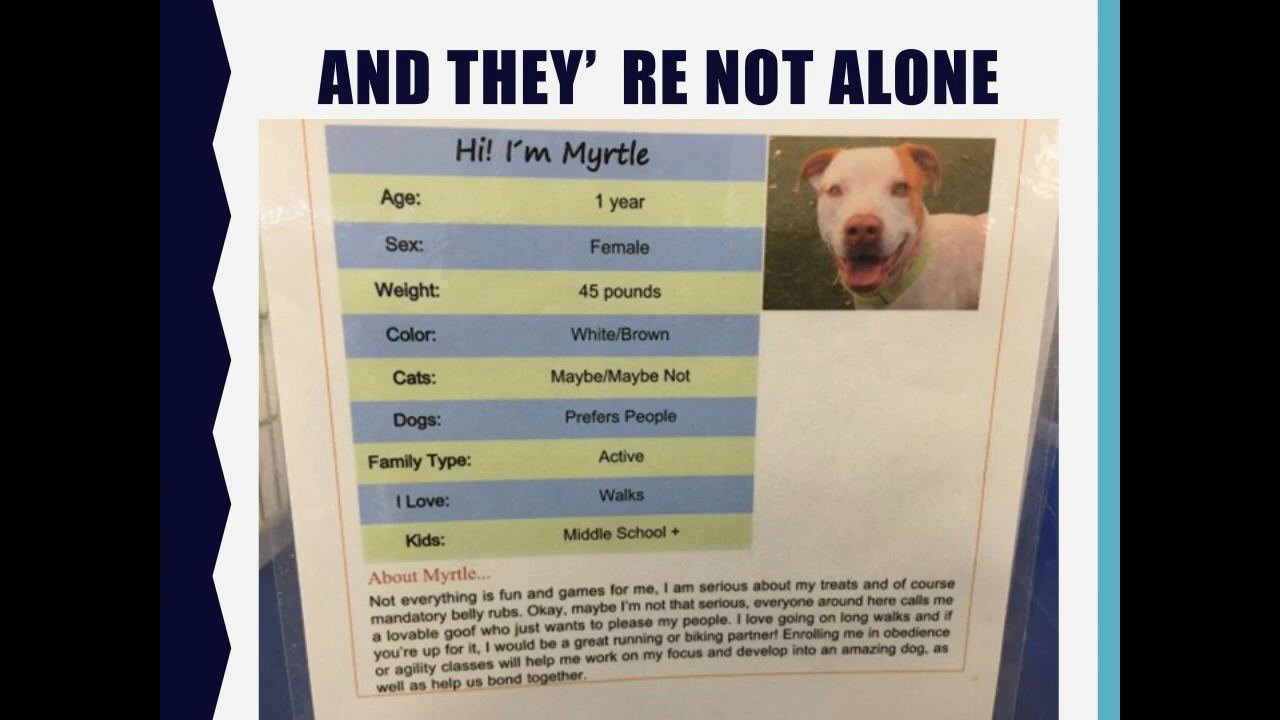 AND THEY’ RE NOT ALONE
Hi! I´m Myrtle
Age: 1 year
Sex: Female
Weight: 45 pounds
Color: White/Brown
Cats: Maybe/Maybe Not
Dogs: Prefers People
Family Type: Active
I Love: Walks
Kids: Middle School +
About Myrtle...
Not everything is fun and games for me, I am serious about my treats and of course
mandatory belly rubs. Okay, maybe I'm not that serious, everyone around here calls me
a lovable goof who just wants to please my people. I love going on long walks and if
you're up for it, I would be a great running or biking partner! Enrolling me in obedience
or agility classes will help me work on my focus and develop into an amazing dog, as
well as help us bond together.